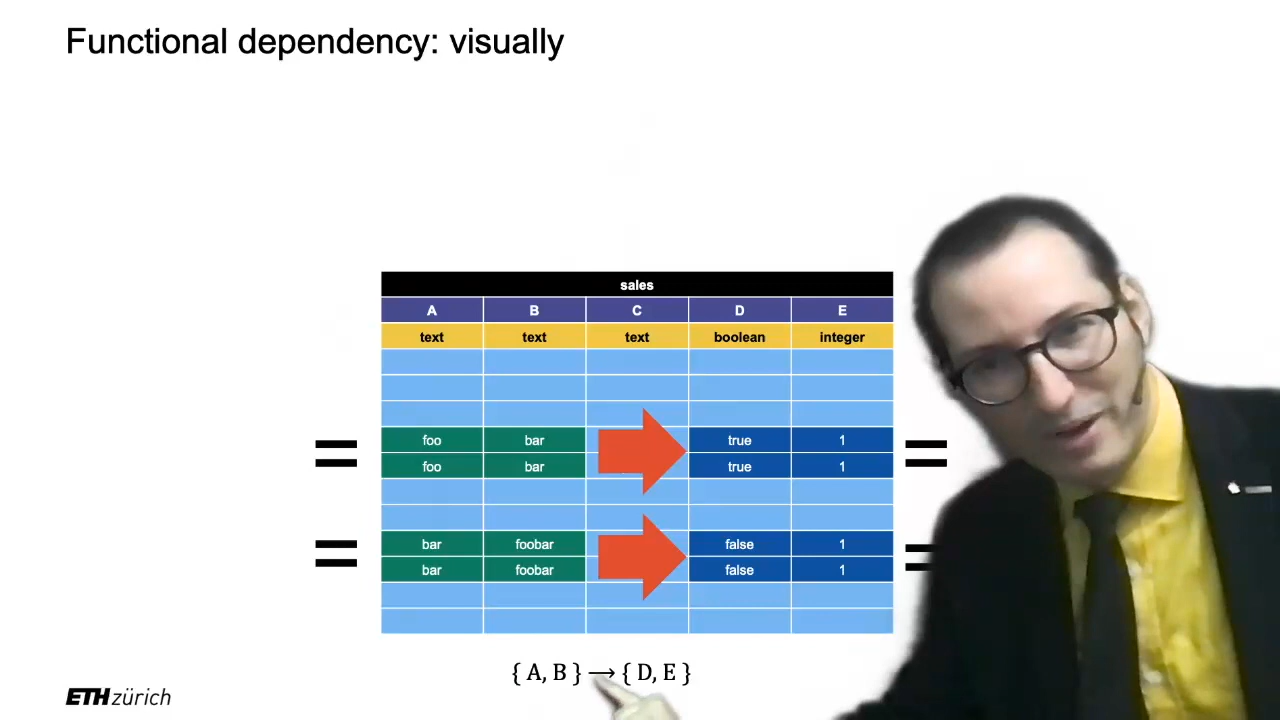 Functional dependency: visually
sales
A B C D E
text text text boolean integer
= foo bar true 1 =
foo bar true 1
= bar foobar false 1 =
bar foobar false 1
{ A, B } ⟶ { D, E }
ETH zürich